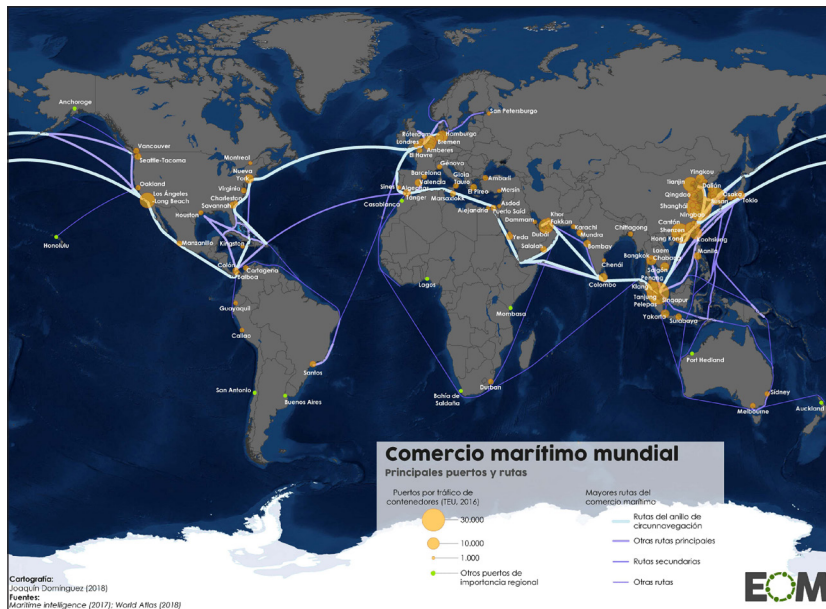 Anchorage
San Petersburgo
Vancouver
Seattle-Tacoma
Montreal
Róterdam
Hamburgo
Londres
Bremen
Amberes
El Havre
Nueva
York
Génova
Oakland
Virginia
Barcelona
Valencia
Gioia
Tauro
Ambarli
Los Ángeles
Long Beach
Charleston
Savannah
Sines
Algeciras
El Pireo
Mersin
Yingkou
Tianjin
Dalián
Qingdao
Busán
Osaka
Tokio
Houston
Casablanca
Tánger
Marsaxlokk
Asdod
Alejandría
Puerto Saíd
Shanghái
Ningbo
Honolulu
Manzanillo
Kingston
Dammam
Khor
Fakkan
Dubái
Karachi
Mundra
Chittagong
Cantón
Shenzen
Hong Kong
Kaohsiung
Yeda
Salalah
Bombay
Manila
Colón
Balboa
Cartagena
Chenái
Colombo
Bangkok
Laem
Chabang
Saigón
Penang
Klang
Tanjung
Pelepas
Singapur
Lagos
Guayaquil
Mombasa
Yakarta
Surabaya
Callao
Santos
Port Hedland
San Antonio
Buenos Aires
Bahía de
Saldaña
Durban
Sídney
Melbourne
Auckland
Comercio marítimo mundial
Principales puertos y rutas
Puertos por tráfico de
contenedores (TEU, 2016)
30.000
10.000
1.000
Otros puertos de
importancia regional
Mayores rutas del
comercio marítimo
Rutas del anillo de
circunnavegación
Otras rutas principales
Rutas secundarias
Otras rutas
Cartografía:
Joaquín Domínguez (2018)
Fuentes:
Maritime intelligence (2017); World Atlas (2018)
EOM